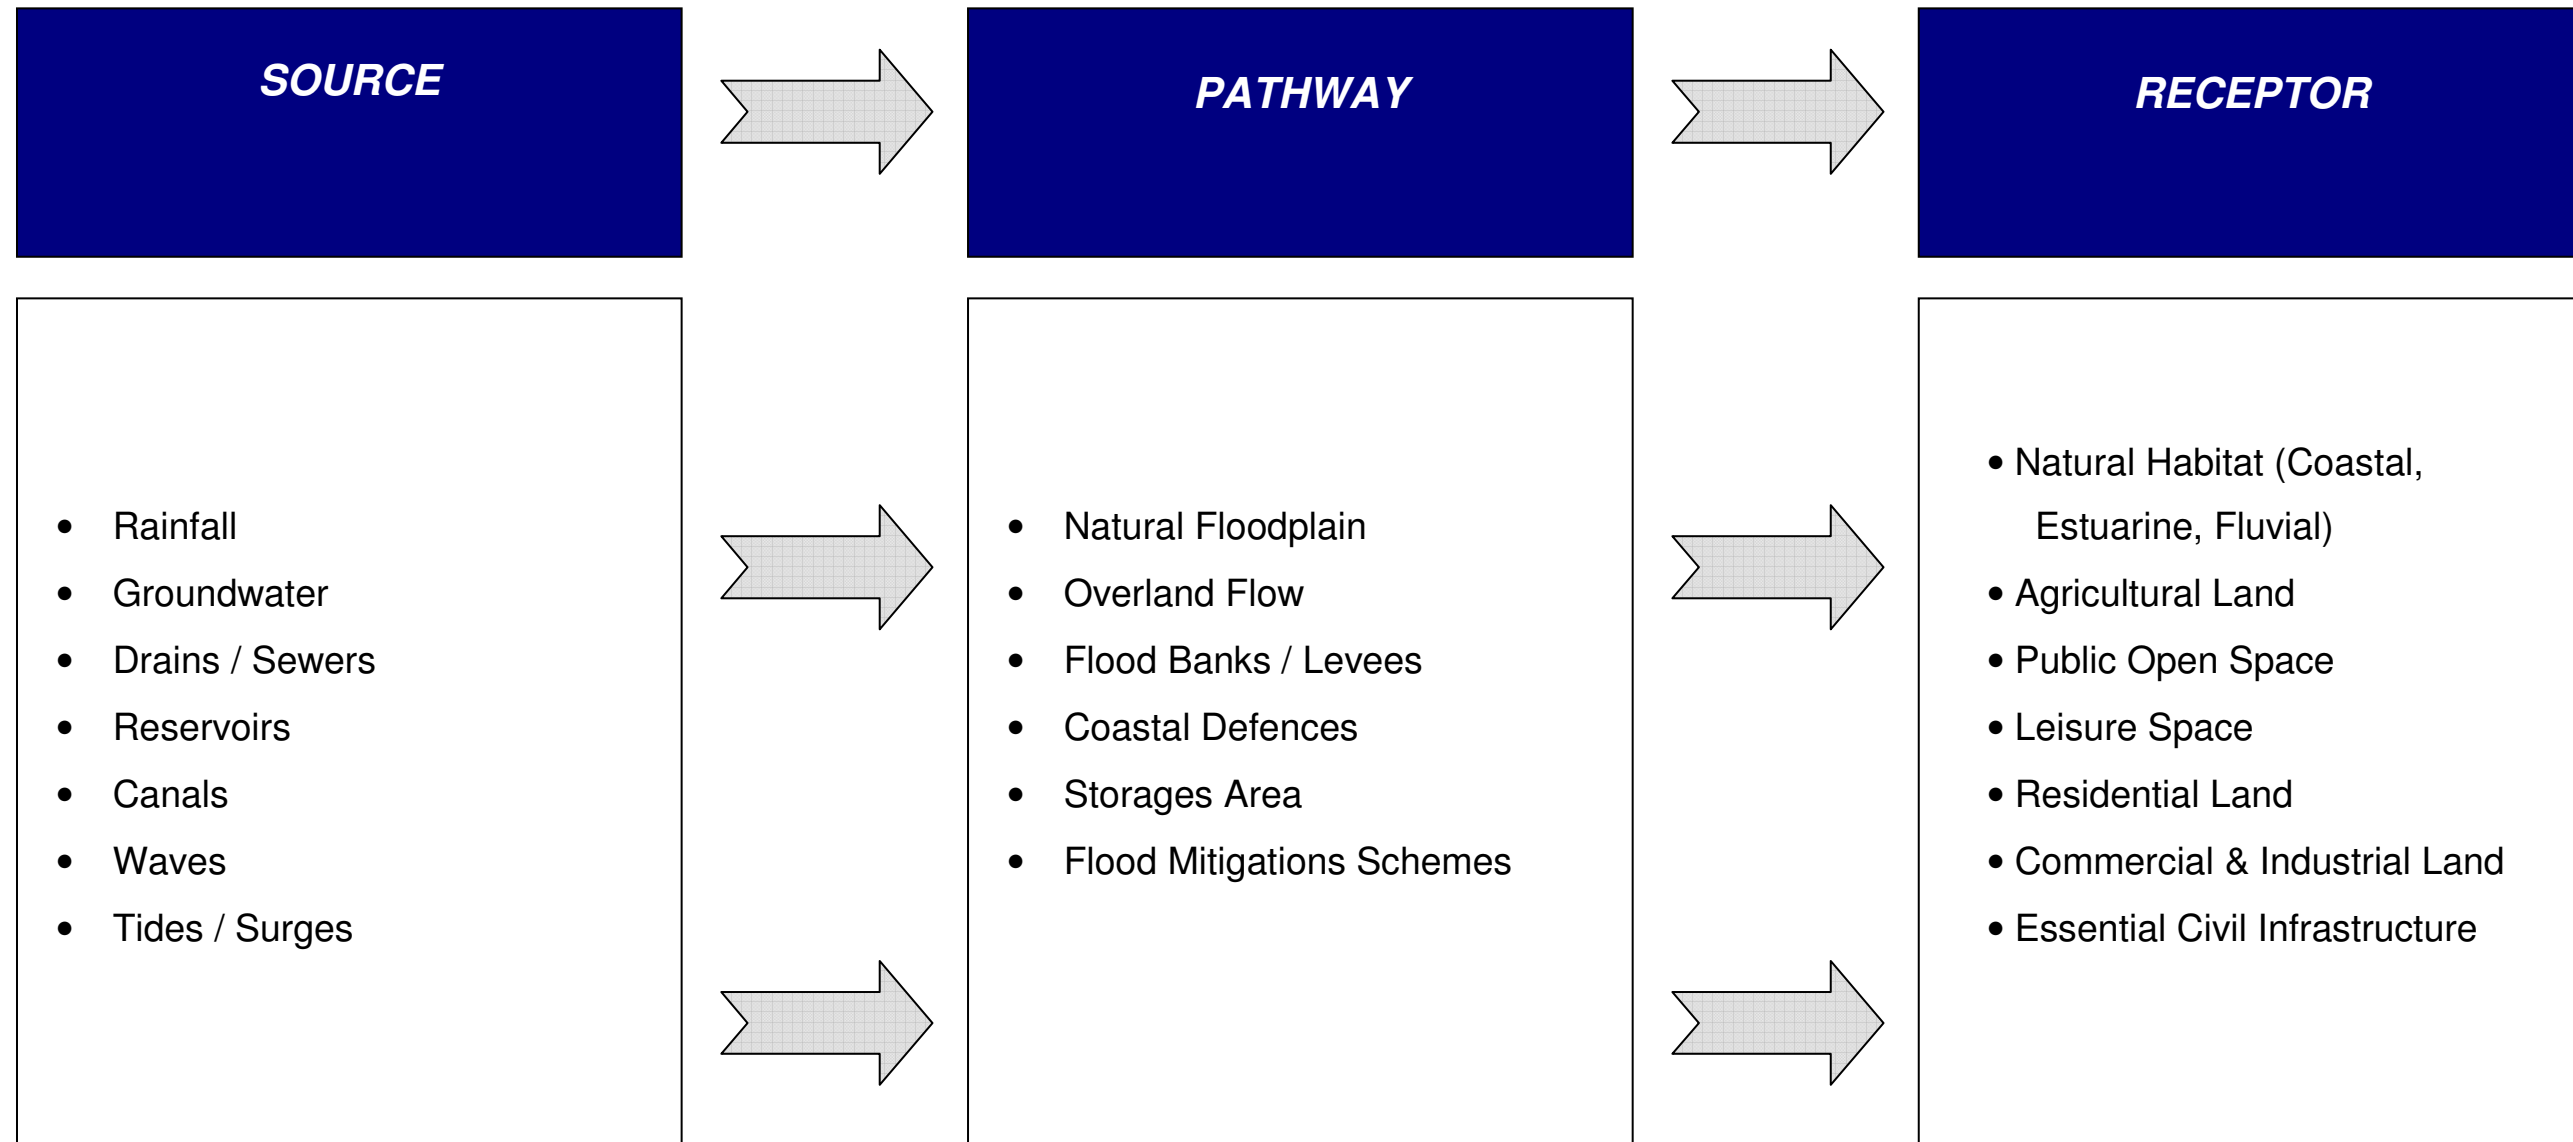 SOURCE
PATHWAY
RECEPTOR
• Rainfall
• Groundwater
• Drains / Sewers
• Reservoirs
• Canals
• Waves
• Tides / Surges
• Natural Floodplain
• Overland Flow
• Flood Banks / Levees
• Coastal Defences
• Storages Area
• Flood Mitigations Schemes
• Natural Habitat (Coastal,
Estuarine, Fluvial)
• Agricultural Land
• Public Open Space
• Leisure Space
• Residential Land
• Commercial & Industrial Land
• Essential Civil Infrastructure